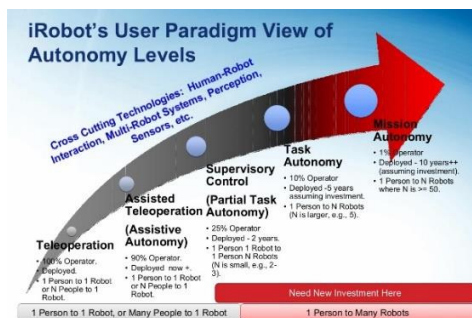 iRobot's User Paradigm View of
Autonomy Levels
Cross Cutting Technologies: Human-Robot
Interaction, Multi-Robot Systems, Perception,
Sensors, etc.
Teleoperation
• 100% Operator.
• Deployed.
• 1 Person to 1 Robot
or N People to 1
Robot.
Assisted
Teleoperation
(Assistive
Autonomy)
• 90% Operator.
• Deployed now +.
• 1 Person to 1 Robot
or N People to 1
Robot.
Supervisory
Control
(Partial Task
Autonomy)
• 25% Operator
• Deployed - 2 years.
• 1 Person 1 Robot to
1 Person N Robots
(N is small, e.g., 2-
3).
Task
Autonomy
• 10% Operator
• Deployed -5 years
assuming investment.
• 1 Person to N Robots
(N is larger, e.g., 5).
Mission
Autonomy
• 1% Operator
• Deployed - 10 years++
(assuming investment).
• 1 Person to N Robots
where N is >= 50.
Need New Investment Here
1 Person to 1 Robot, or Many People to 1 Robot
1 Person to Many Robots